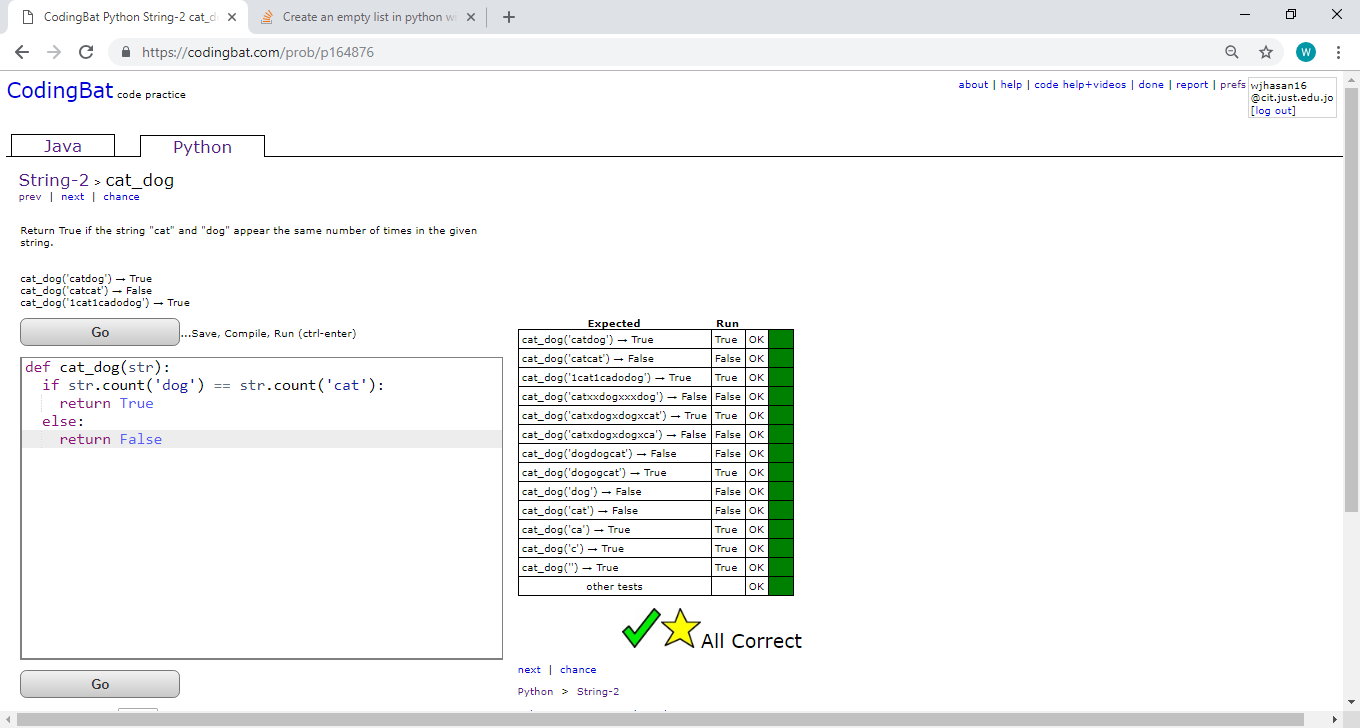 CodingBat Python String-2 cat_d
Create an empty list in python wi
https://codingbat.com/prob/p164876
W
CodingBat code practice
about | help | code help+videos | done | report | prefs
wjhasan16
@cit.just.edu.jo
[log out]
Java
Python
String-2 > cat_dog
prev | next | chance
Return True if the string "cat" and "dog" appear the same number of times in the given
string.
cat_dog('catdog') → True
cat_dog('catcat') → False
cat_dog('1cat1cadodog') → True
Go
...Save, Compile, Run (ctrl-enter)
def cat_dog(str):
  if str.count('dog') == str.count('cat'):
    return True
  else:
    return False
Go
Expected Run
cat_dog('catdog') → True True OK
cat_dog('catcat') → False False OK
cat_dog('1cat1cadodog') → True True OK
cat_dog('catxxdogxxxdog') → False False OK
cat_dog('catxdogxdogxcat') → True True OK
cat_dog('catxdogxdogxca') → False False OK
cat_dog('dogdogcat') → False False OK
cat_dog('dogogcat') → True True OK
cat_dog('dog') → False False OK
cat_dog('cat') → False False OK
cat_dog('ca') → True True OK
cat_dog('c') → True True OK
cat_dog('') → True True OK
other tests OK
All Correct
next | chance
Python > String-2